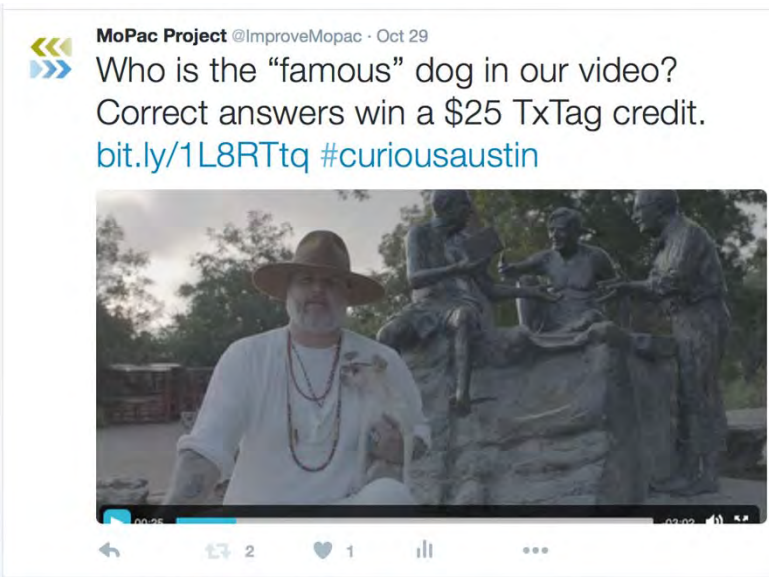 MoPac Project @ImproveMopac · Oct 29
Who is the “famous” dog in our video?
Correct answers win a $25 TxTag credit.
bit.ly/1L8RTtq #curiousaustin
00:25 -03:02
2 1